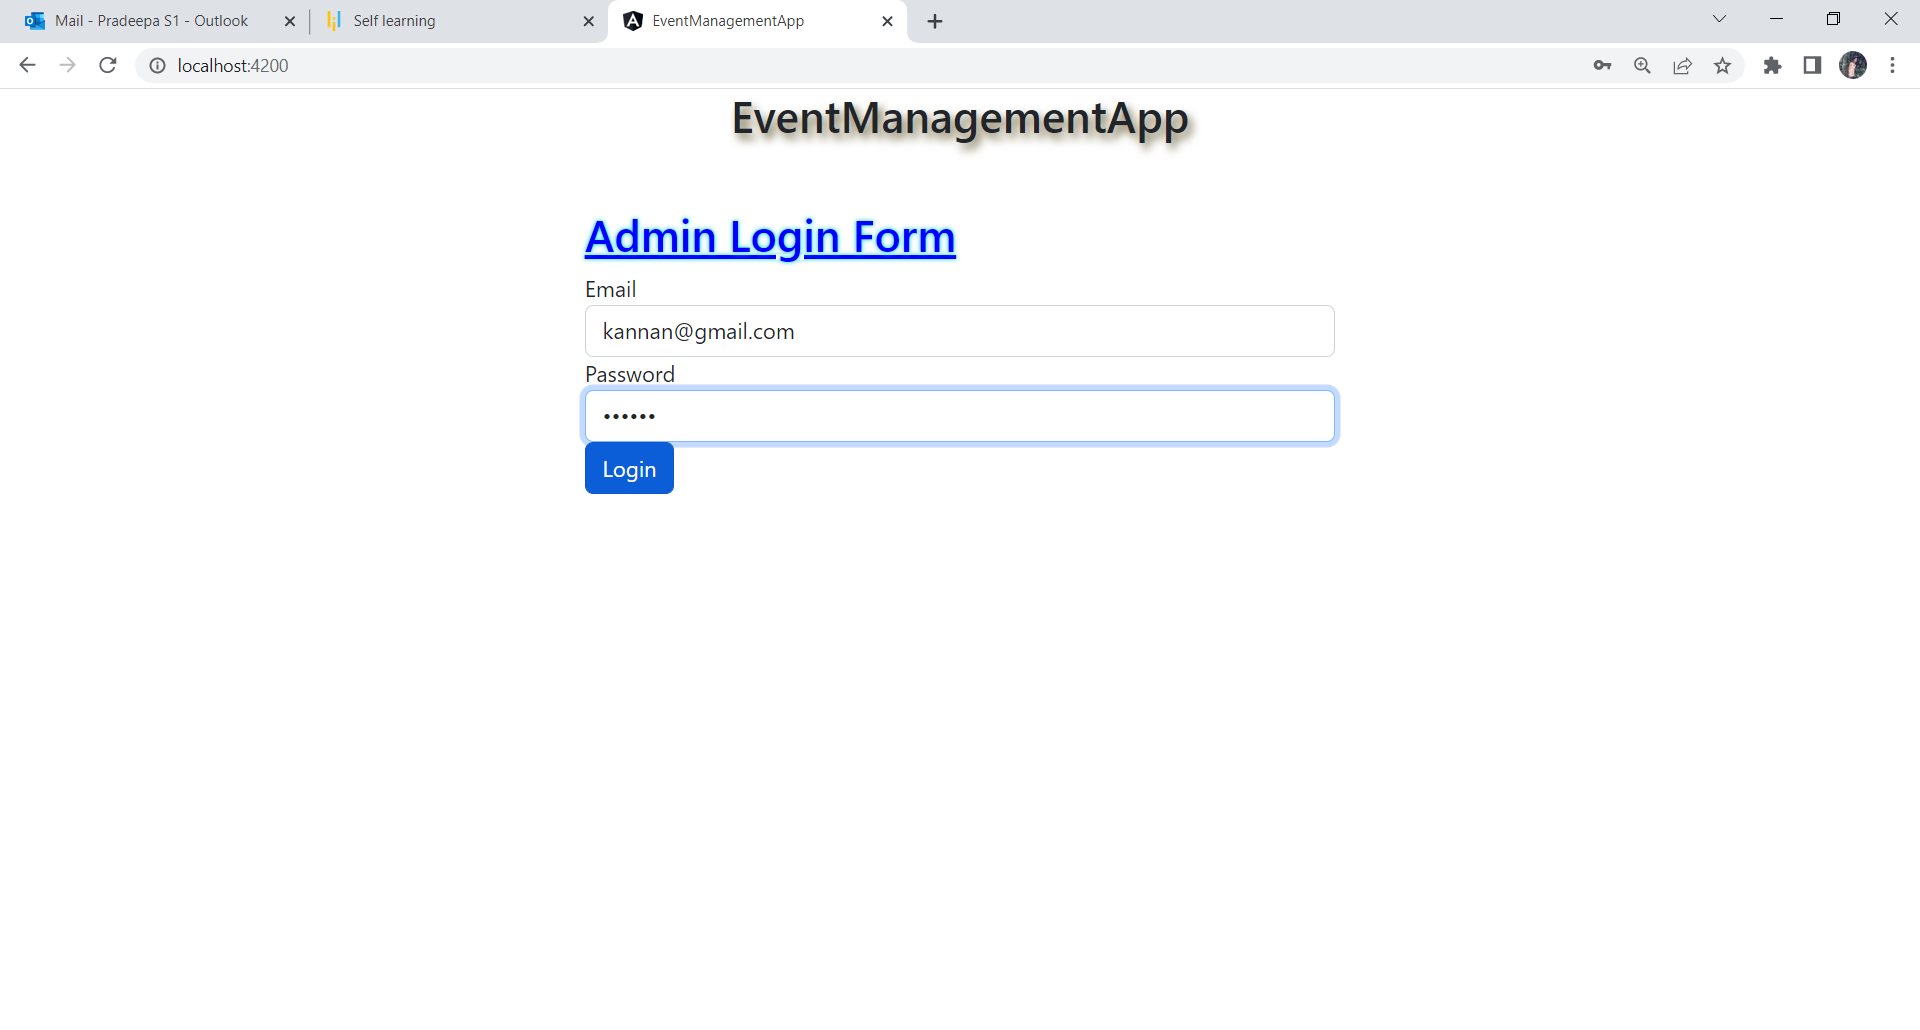 Mail - Pradeepa S1 - Outlook
Self learning
EventManagementApp
localhost:4200
EventManagementApp
Admin Login Form
Email
kannan@gmail.com
Password
••••••
Login